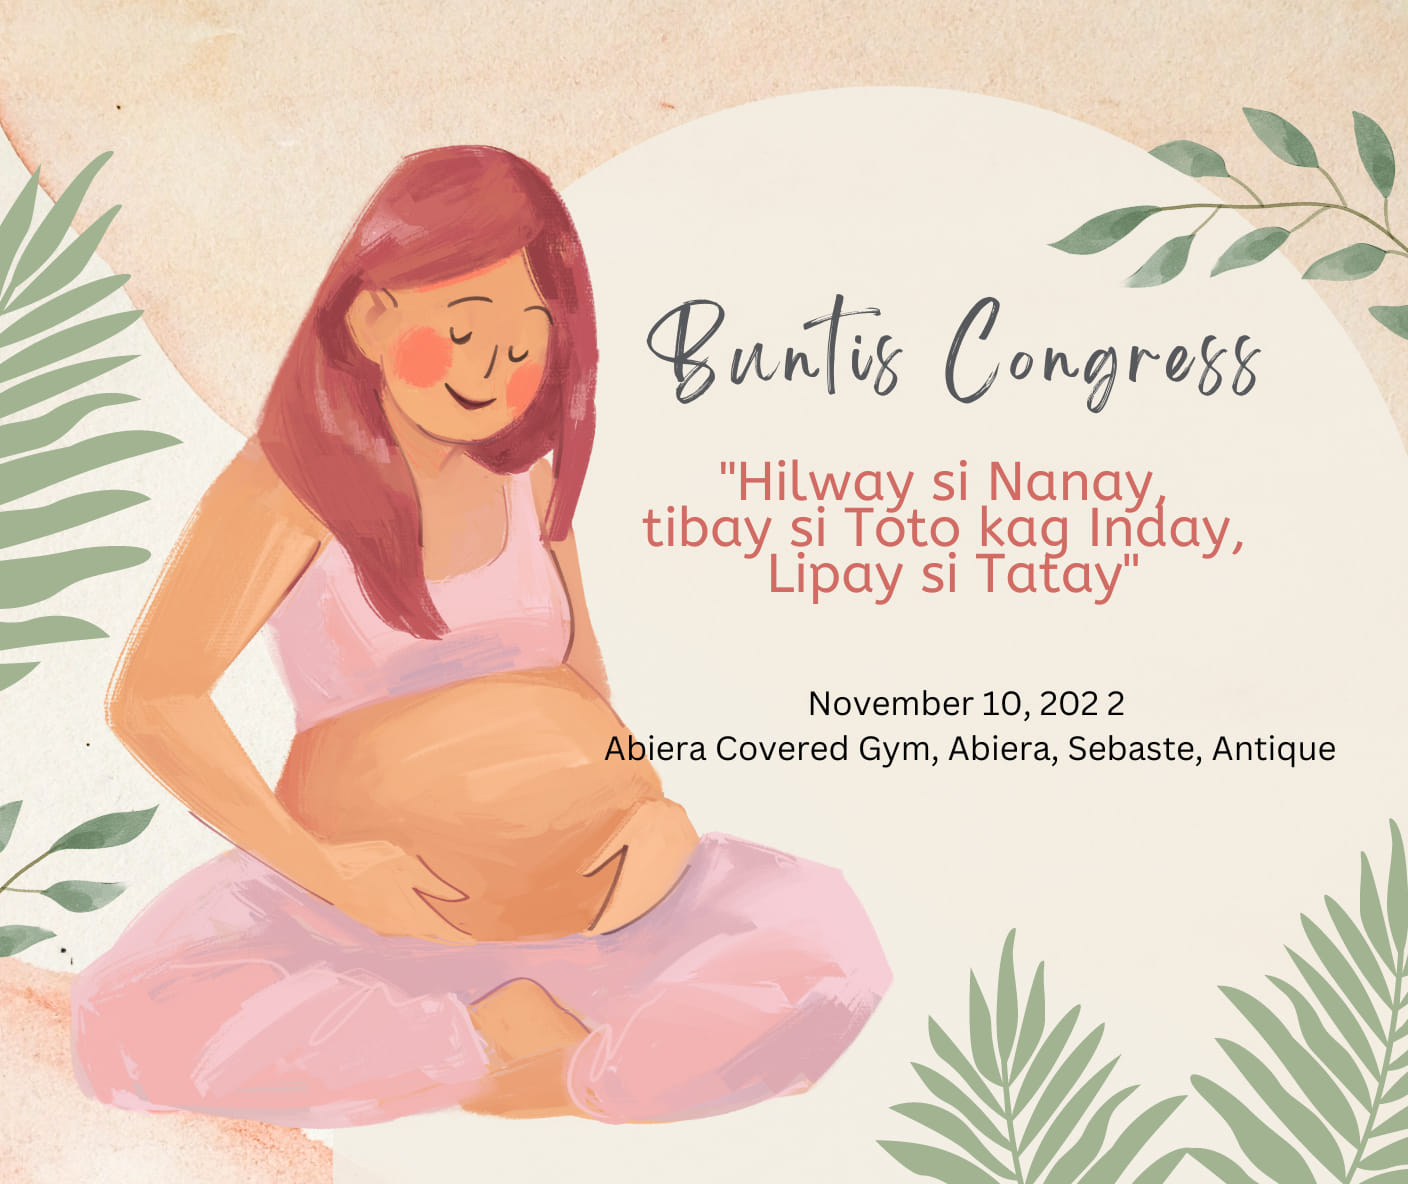 Buntis Congress
"Hilway si Nanay,
tibay si Toto kag Inday,
Lipay si Tatay"
November 10, 202 2
Abiera Covered Gym, Abiera, Sebaste, Antique